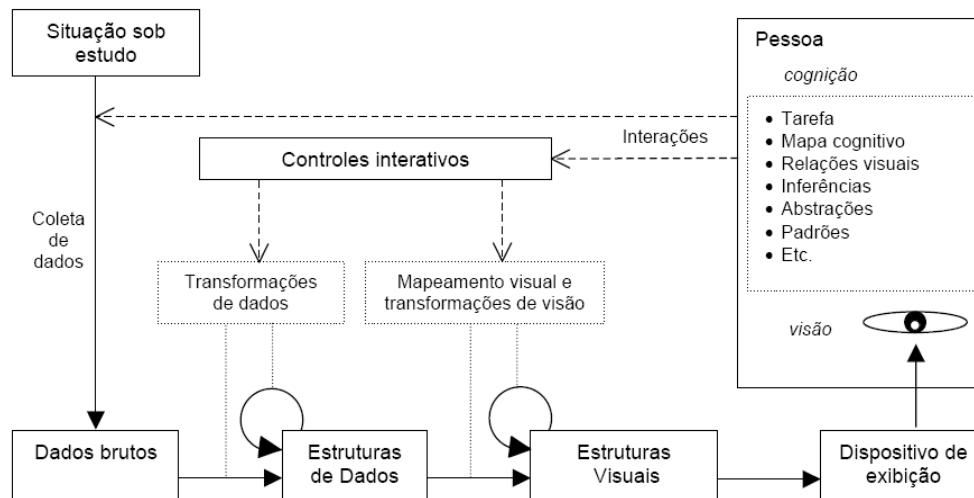 Situação sob
estudo
Pessoa
cognição
• Tarefa
• Mapa cognitivo
• Relações visuais
• Inferências
• Abstrações
• Padrões
• Etc.
Interações
Controles interativos
Coleta
de
dados
Transformações
de dados
Mapeamento visual e
transformações de visão
visão
Dados brutos
Estruturas
de Dados
Estruturas
Visuais
Dispositivo de
exibição